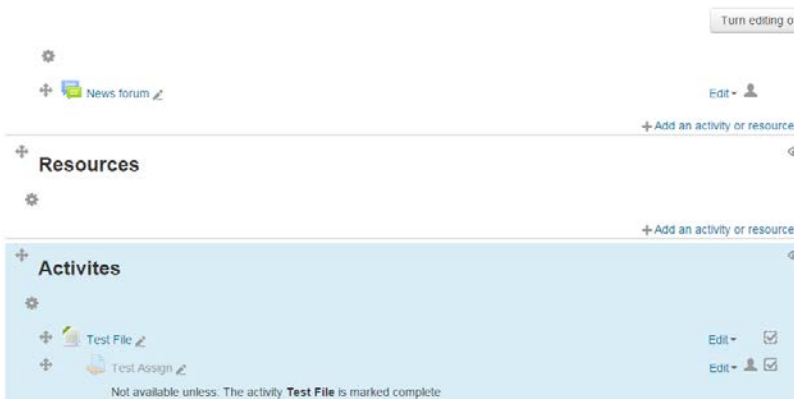 Turn editing o
News forum
Edit
+ Add an activity or resource
Resources
+ Add an activity or resource
Activites
Test File
Edit
Test Assign
Edit
Not available unless: The activity Test File is marked complete